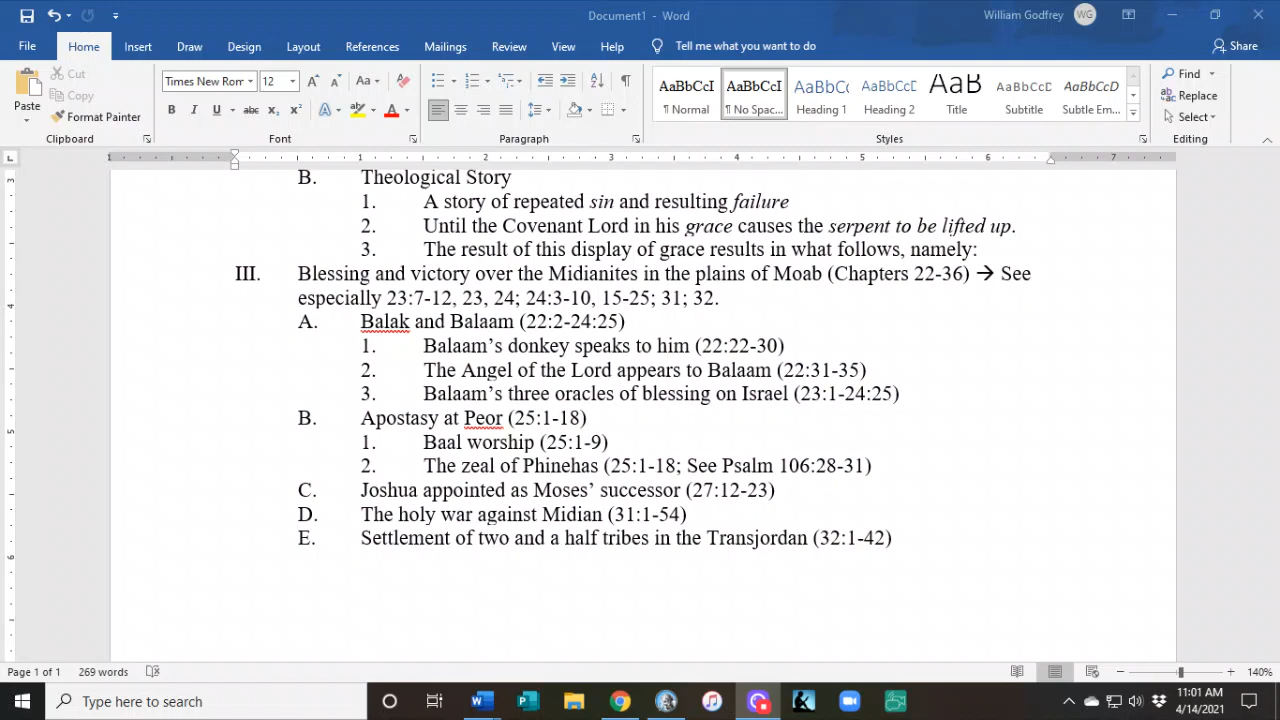 Document1 - Word
William Godfrey WG
File Home Insert Draw Design Layout References Mailings Review View Help Tell me what you want to do Share
Paste
Cut
Copy
Format Painter
Clipboard
Times New Rom 12
B I U abc
Font
Paragraph
AaBbCcI AaBbCcI AaBbCc AaBbCcI AaB AaBbCcD AaBbCcD
¶ Normal ¶ No Spac... Heading 1 Heading 2 Title Subtitle Subtle Em...
Styles
Find
Replace
Select
Editing
1 1 2 3 4 5 6 7
B. Theological Story
1. A story of repeated sin and resulting failure
2. Until the Covenant Lord in his grace causes the serpent to be lifted up.
3. The result of this display of grace results in what follows, namely:
III. Blessing and victory over the Midianites in the plains of Moab (Chapters 22-36) → See
especially 23:7-12, 23, 24; 24:3-10, 15-25; 31; 32.
A. Balak and Balaam (22:2-24:25)
1. Balaam’s donkey speaks to him (22:22-30)
2. The Angel of the Lord appears to Balaam (22:31-35)
3. Balaam’s three oracles of blessing on Israel (23:1-24:25)
B. Apostasy at Peor (25:1-18)
1. Baal worship (25:1-9)
2. The zeal of Phinehas (25:1-18; See Psalm 106:28-31)
C. Joshua appointed as Moses’ successor (27:12-23)
D. The holy war against Midian (31:1-54)
E. Settlement of two and a half tribes in the Transjordan (32:1-42)
Page 1 of 1 269 words 140%
Type here to search
11:01 AM
4/14/2021